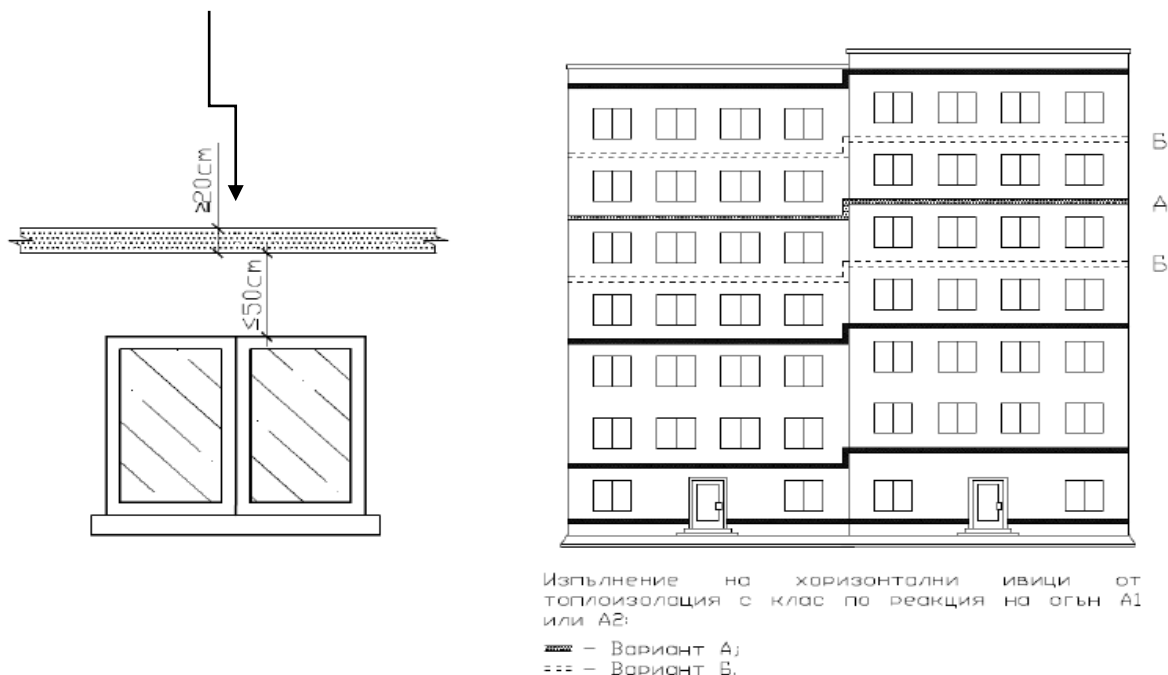 ≥20cm
≤50cm
Б
А
Б
Изпълнение на хоризонтални ивици от
топлоизолация с клас по реакция на огън А1
или А2:
– Вариант А;
– Вариант Б.